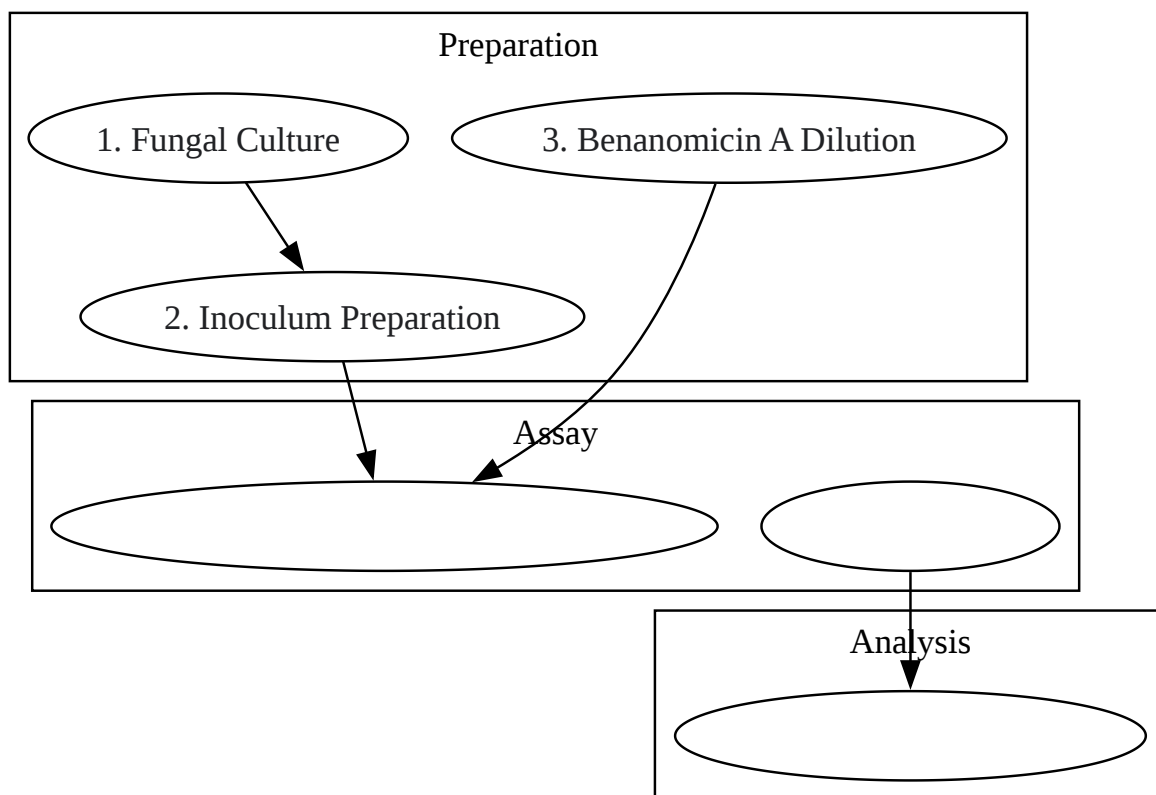 Preparation
1. Fungal Culture
3. Benanomicin A Dilution
2. Inoculum Preparation
Assay
Analysis